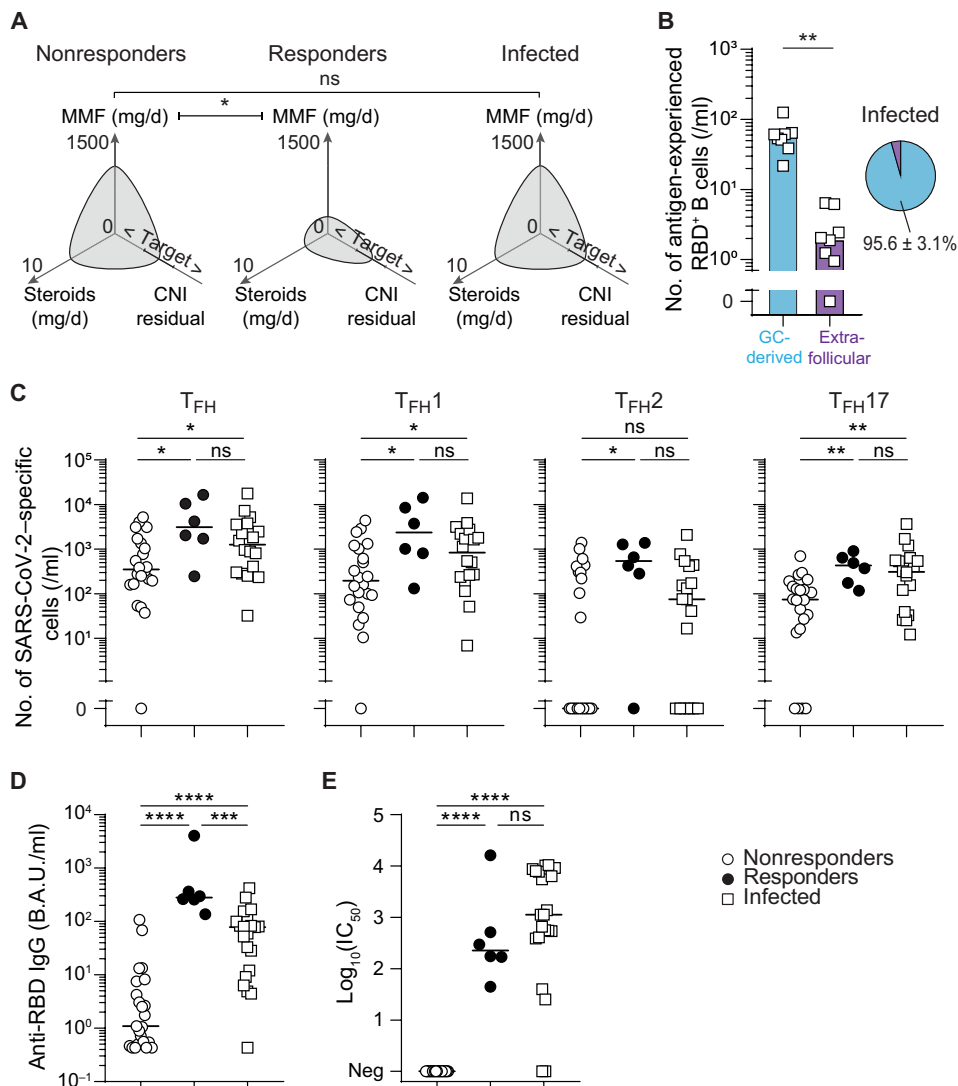 A
Nonresponders
Responders
Infected
ns
*
MMF (mg/d)
MMF (mg/d)
MMF (mg/d)
1500
1500
1500
0
0
0
< Target >
< Target >
< Target >
10
10
10
Steroids (mg/d)
CNI residual
Steroids (mg/d)
CNI residual
Steroids (mg/d)
CNI residual
B
No. of antigen-experienced
RBD⁺ B cells (/ml)
10³
10²
10¹
10⁰
0
**
GC-
derived
Extra-
follicular
Infected
95.6 ± 3.1%
C
No. of SARS-CoV-2–specific
cells (/ml)
10⁵
10⁴
10³
10²
10¹
0
T_FH
*
* ns
T_FH1
*
* ns
T_FH2
ns
* ns
T_FH17
**
** ns
D
Anti-RBD IgG (B.A.U./ml)
10⁴
10³
10²
10¹
10⁰
10⁻¹
****
**** ***
E
Log₁₀(IC₅₀)
5
4
3
2
1
Neg
****
**** ns
Nonresponders
Responders
Infected